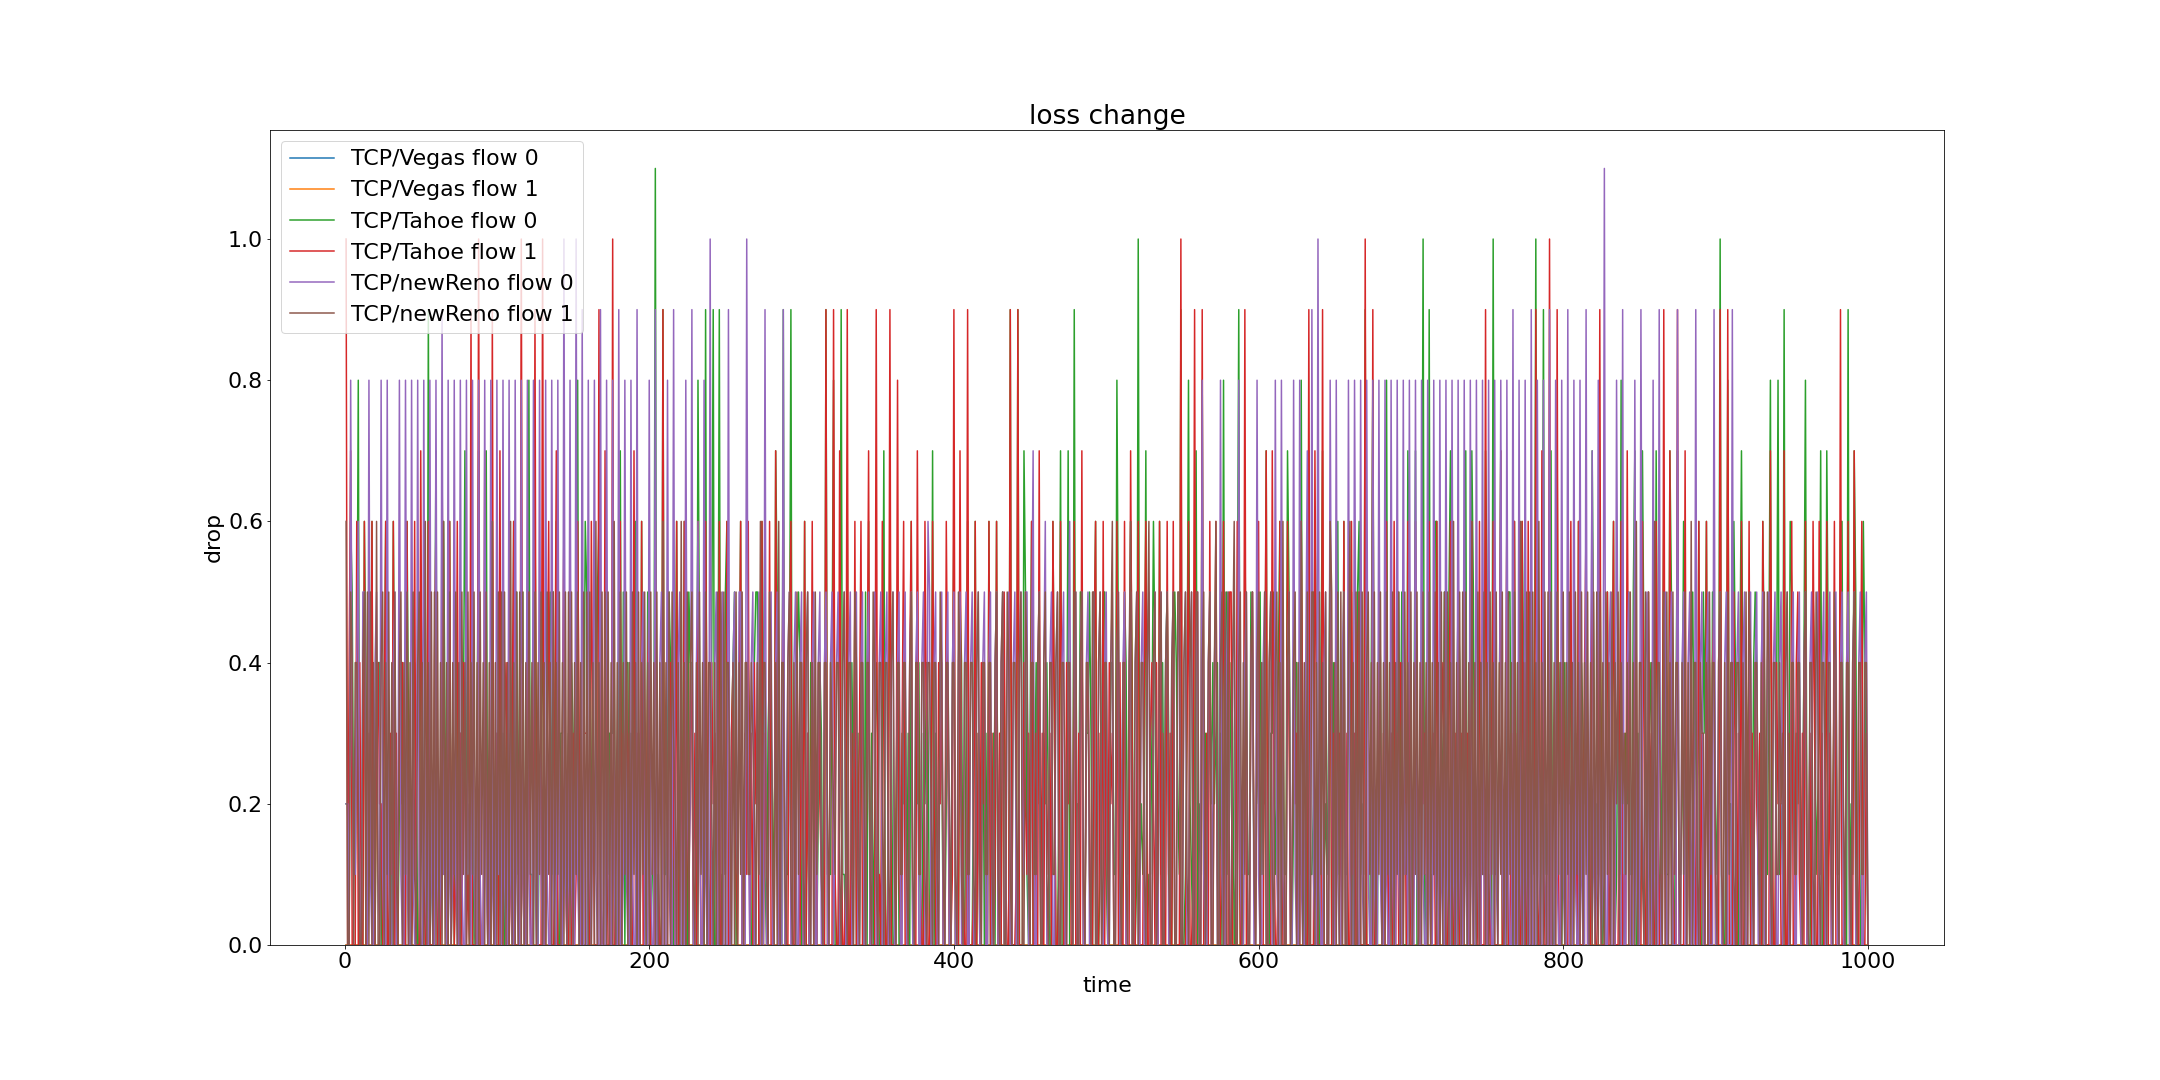 loss change
TCP/Vegas flow 0
TCP/Vegas flow 1
TCP/Tahoe flow 0
TCP/Tahoe flow 1
TCP/newReno flow 0
TCP/newReno flow 1
1.0
0.8
0.6
0.4
0.2
0.0
drop
0 200 400 600 800 1000
time